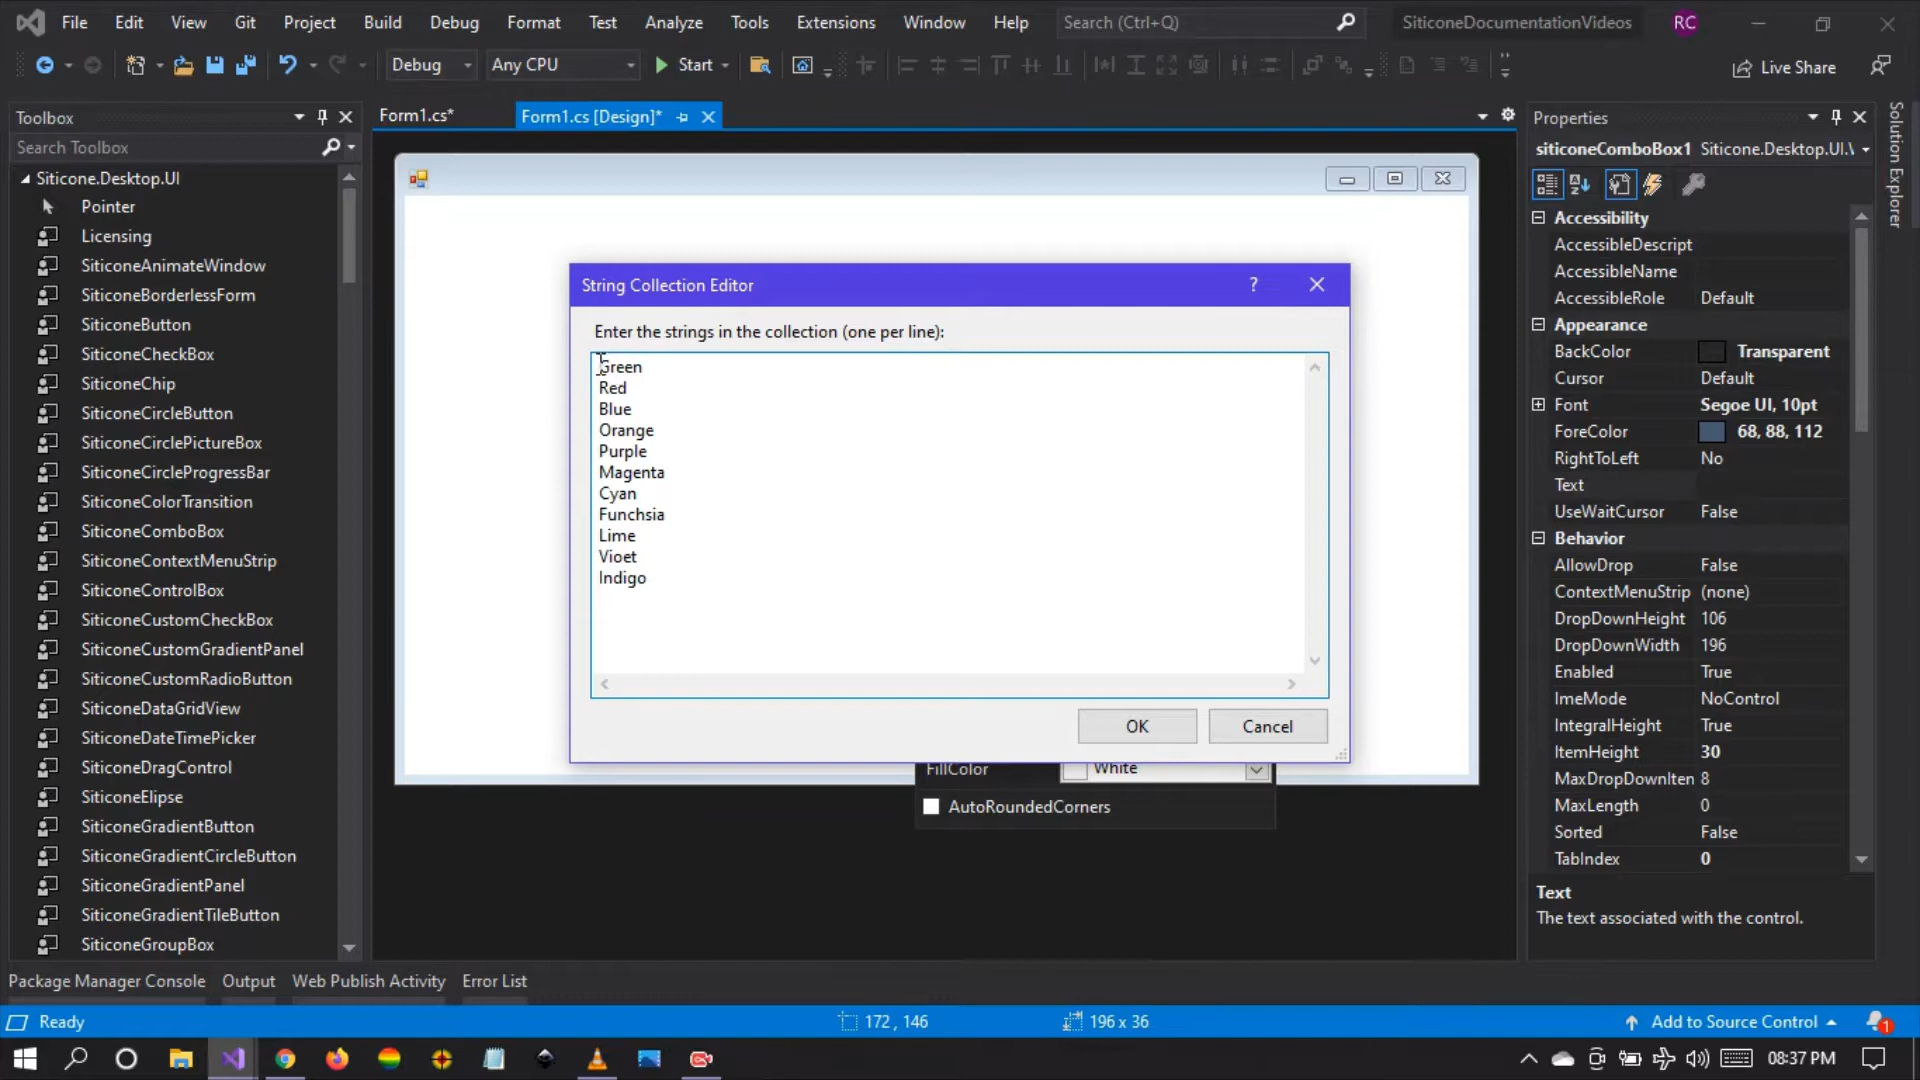 File Edit View Git Project Build Debug Format Test Analyze Tools Extensions Window Help Search (Ctrl+Q) SiticoneDocumentationVideos RC
Debug Any CPU Start Live Share
Toolbox
Search Toolbox
Siticone.Desktop.UI
Pointer
Licensing
SiticoneAnimateWindow
SiticoneBorderlessForm
SiticoneButton
SiticoneCheckBox
SiticoneChip
SiticoneCircleButton
SiticoneCirclePictureBox
SiticoneCircleProgressBar
SiticoneColorTransition
SiticoneComboBox
SiticoneContextMenuStrip
SiticoneControlBox
SiticoneCustomCheckBox
SiticoneCustomGradientPanel
SiticoneCustomRadioButton
SiticoneDataGridView
SiticoneDateTimePicker
SiticoneDragControl
SiticoneElipse
SiticoneGradientButton
SiticoneGradientCircleButton
SiticoneGradientPanel
SiticoneGradientTileButton
SiticoneGroupBox
Form1.cs* Form1.cs [Design]*
String Collection Editor ?
Enter the strings in the collection (one per line):
Green
Red
Blue
Orange
Purple
Magenta
Cyan
Funchsia
Lime
Vioet
Indigo
OK Cancel
FillColor White
AutoRoundedCorners
Properties
siticoneComboBox1 Siticone.Desktop.UI.\
Accessibility
AccessibleDescript
AccessibleName
AccessibleRole Default
Appearance
BackColor Transparent
Cursor Default
Font Segoe UI, 10pt
ForeColor 68, 88, 112
RightToLeft No
Text
UseWaitCursor False
Behavior
AllowDrop False
ContextMenuStrip (none)
DropDownHeight 106
DropDownWidth 196
Enabled True
ImeMode NoControl
IntegralHeight True
ItemHeight 30
MaxDropDownIten 8
MaxLength 0
Sorted False
TabIndex 0
Text
The text associated with the control.
Solution Explorer
Package Manager Console Output Web Publish Activity Error List
Ready 172 , 146 196 x 36 Add to Source Control 1
08:37 PM